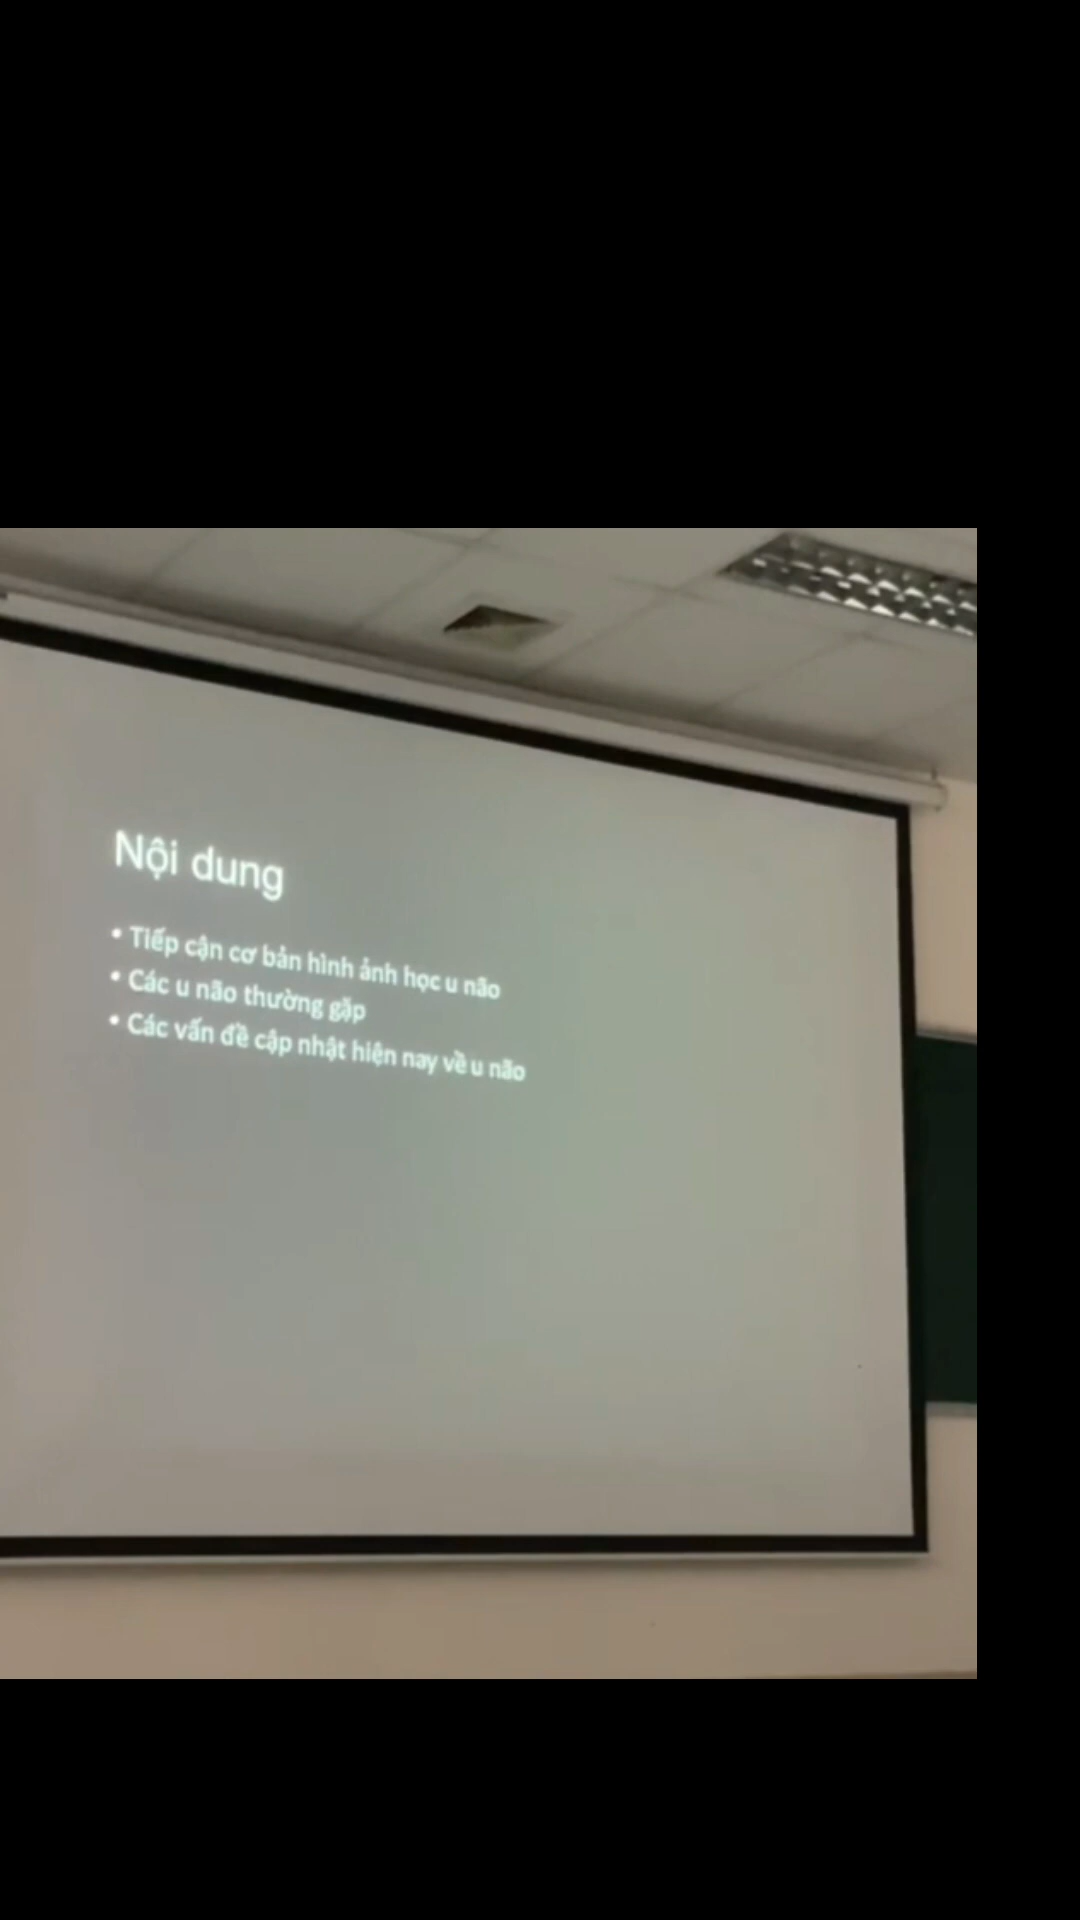 Nội dung
• Tiếp cận cơ bản hình ảnh học u não
• Các u não thường gặp
• Các vấn đề cập nhật hiện nay về u não